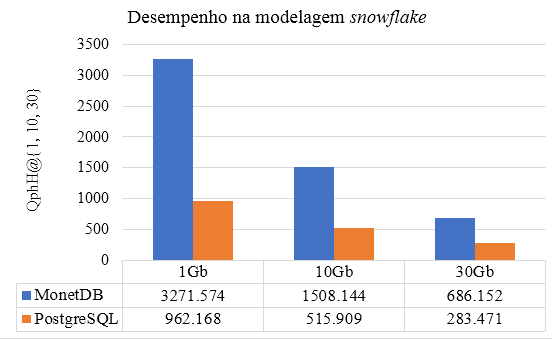 Desempenho na modelagem snowflake
QphH@{1, 10, 30}
3500
3000
2500
2000
1500
1000
500
0
1Gb 10Gb 30Gb
MonetDB 3271.574 1508.144 686.152
PostgreSQL 962.168 515.909 283.471